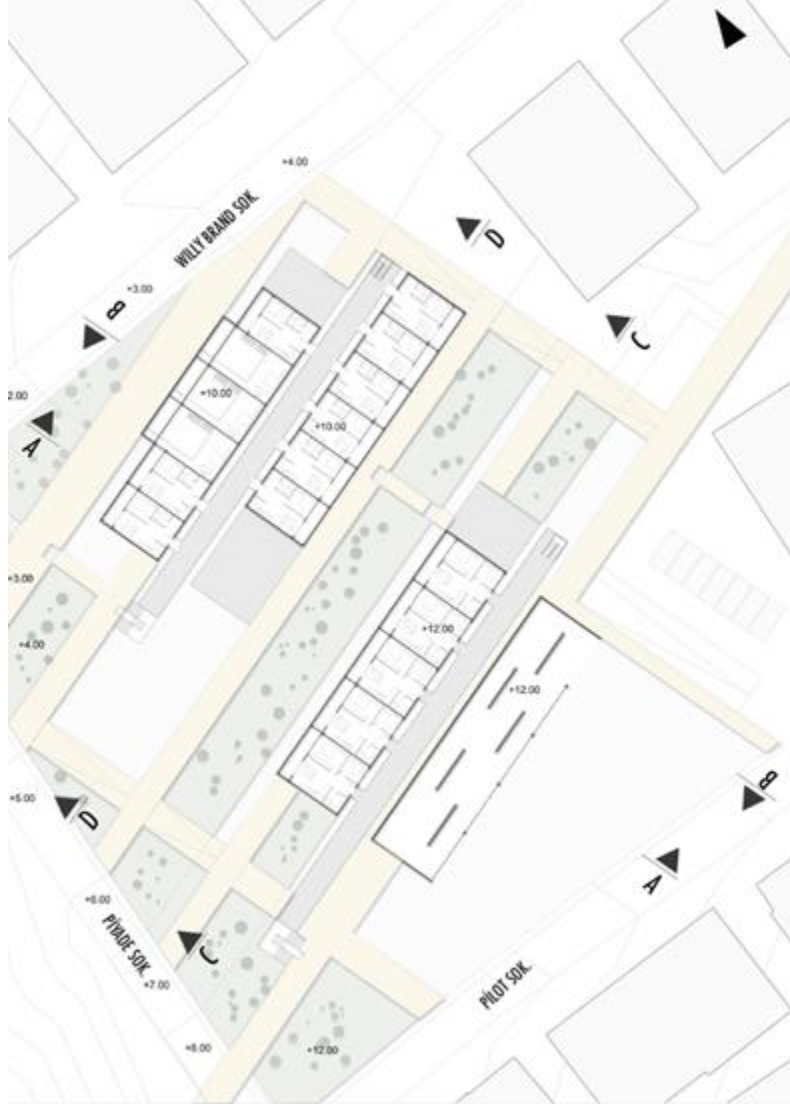 +4.00
D
WILLY BRAND SOK.
+3.00
B
C
2.00
A
+10.00
+10.00
+3.00
+12.00
+4.00
+12.00
+5.00
D
B
A
+6.00
PİYADE SOK.
C
+7.00
PİLOT SOK.
+8.00
+12.00